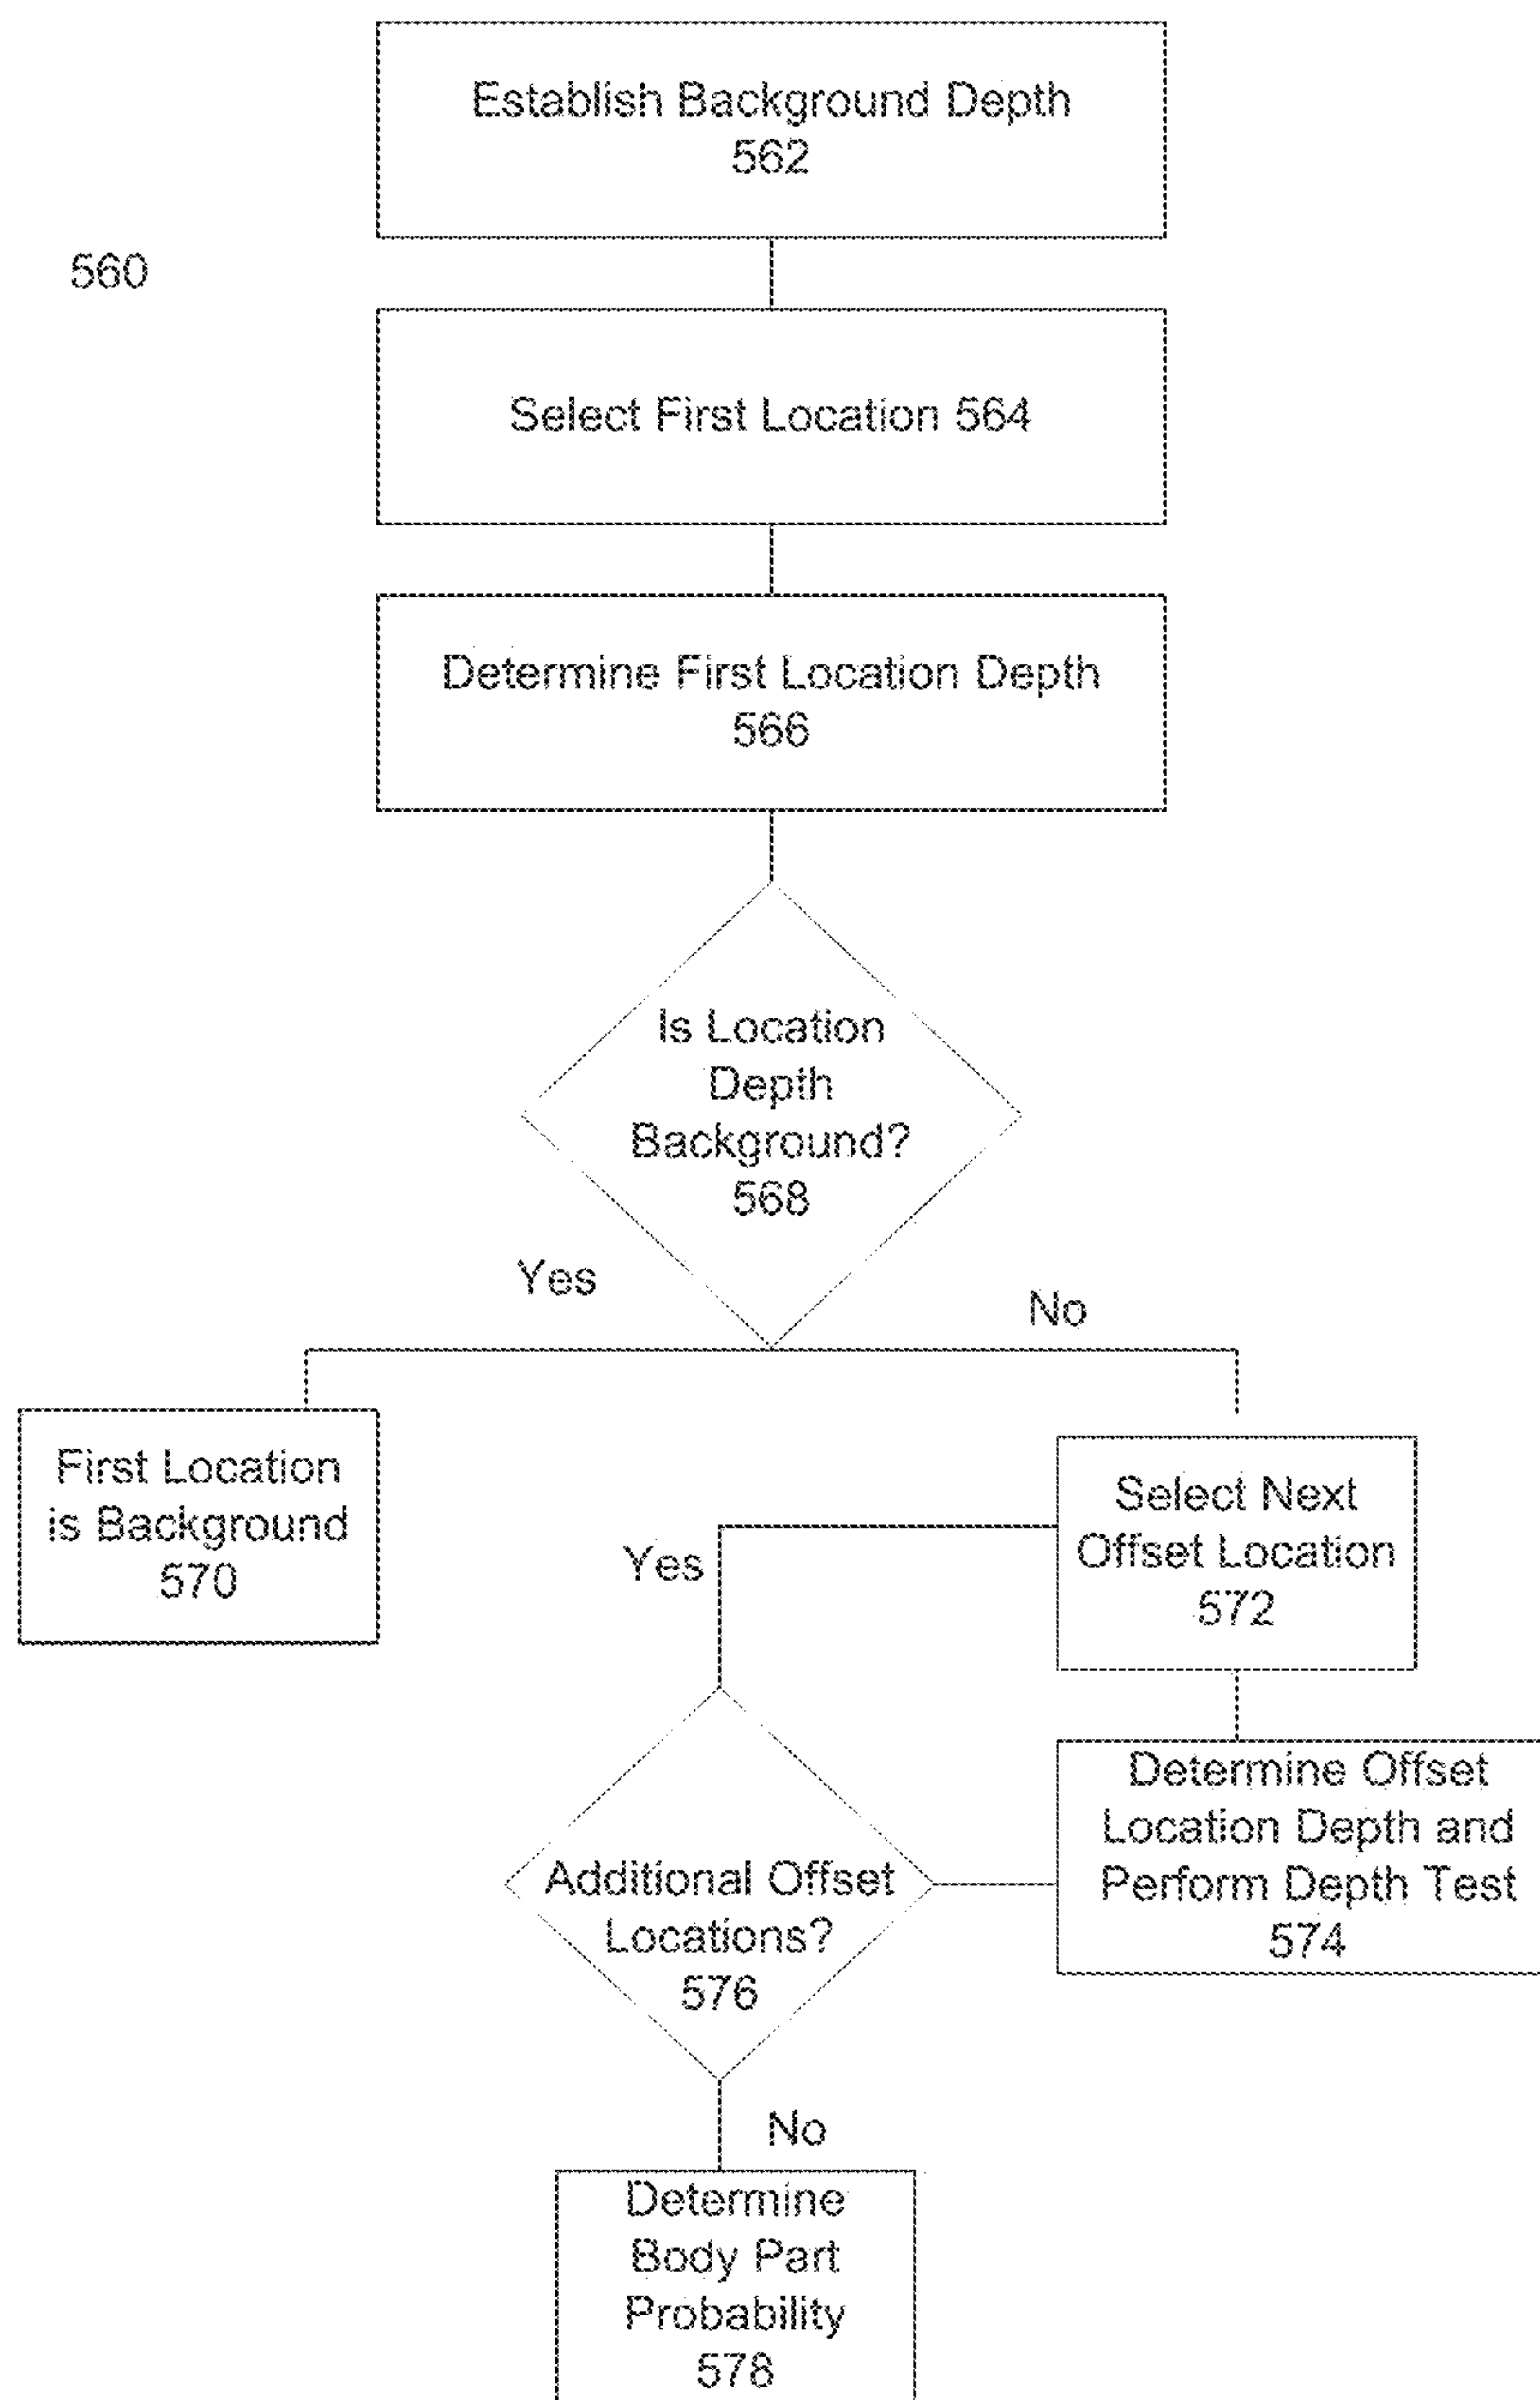 Establish Background Depth
562
560
Select First Location 564
Determine First Location Depth
566
Is Location
Depth
Background?
568
Yes
No
First Location
is Background
570
Select Next
Offset Location
572
Yes
Determine Offset
Location Depth and
Perform Depth Test
574
Additional Offset
Locations?
576
No
Determine
Body Part
Probability
578